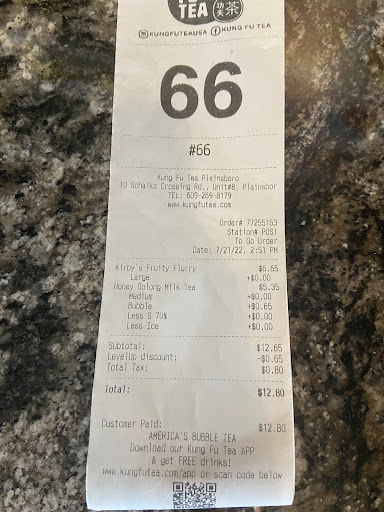 TEA 功夫 茶
KUNGFUTEAUSA KUNG FU TEA
66
#66
Kung Fu Tea Plainsboro
10 Schalks Crossing Rd., Unit#8, Plainsbor
TEL: 609-269-8179
www.kungfutea.com
Order# 77255163
Station# POS1
To Go Order
Date: 7/21/22, 2:51 PM
Kirby's Fruity Flurry $6.65
Large +$0.00
Honey Oolong Milk Tea $5.35
Medium +$0.00
Bubble +$0.65
Less S 70% +$0.00
Less Ice +$0.00
Subtotal: $12.65
LevelUp discount: -$0.65
Total Tax: $0.80
Total: $12.80
Customer Paid: $12.80
AMERICA'S BUBBLE TEA
Download our Kung Fu Tea APP
& get FREE drinks!
www.kungfutea.com/app or scan code below